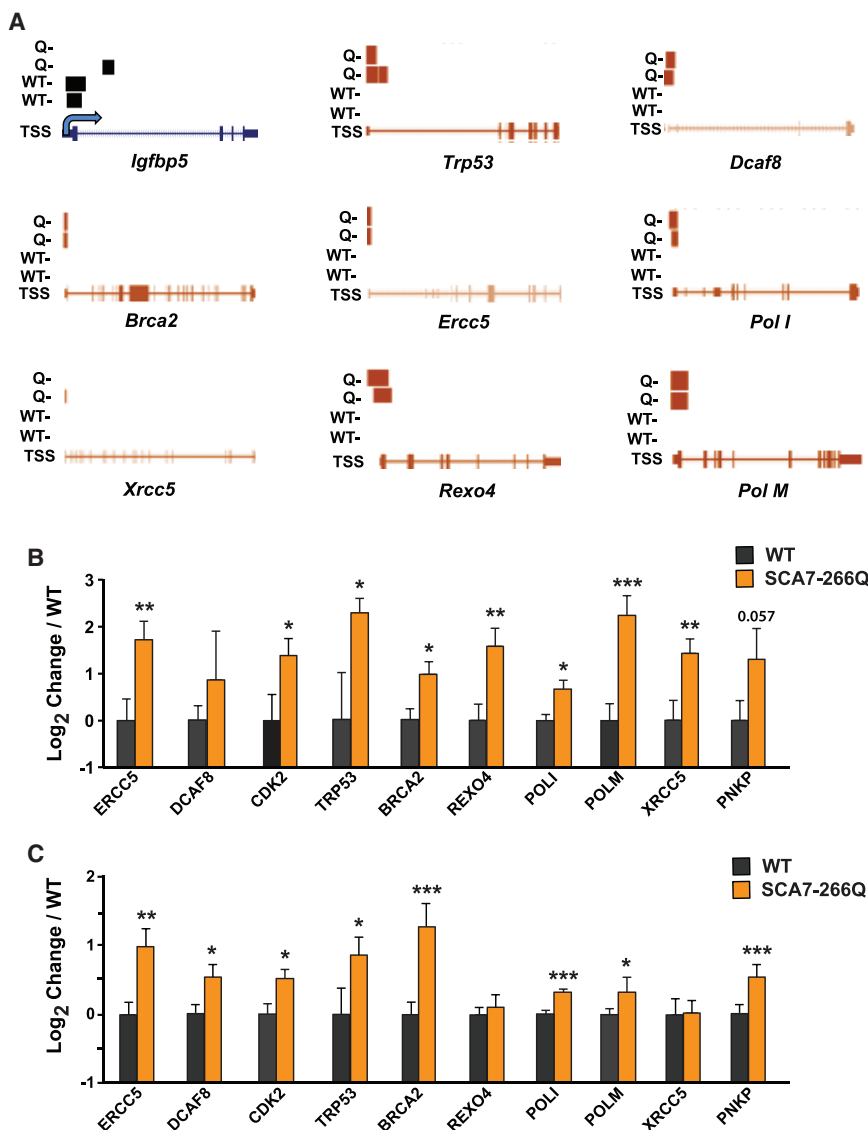 A
Q-
Q-
WT-
WT-
TSS
Igfbp5
Q-
Q-
WT-
WT-
TSS
Trp53
Q-
Q-
WT-
WT-
TSS
Dcaf8
Q-
Q-
WT-
WT-
TSS
Brca2
Q-
Q-
WT-
WT-
TSS
Ercc5
Q-
Q-
WT-
WT-
TSS
Pol I
Q-
Q-
WT-
WT-
TSS
Xrcc5
Q-
Q-
WT-
WT-
TSS
Rexo4
Q-
Q-
WT-
WT-
TSS
Pol M
B
WT
SCA7-266Q
Log2 Change / WT
3
2
1
0
-1
**
*
*
*
**
*
***
**
0.057
ERCC5
DCAF8
CDK2
TRP53
BRCA2
REXO4
POLI
POLM
XRCC5
PNKP
C
WT
SCA7-266Q
Log2 Change / WT
2
1
0
-1
**
*
*
*
***
***
*
***
ERCC5
DCAF8
CDK2
TRP53
BRCA2
REXO4
POLI
POLM
XRCC5
PNKP